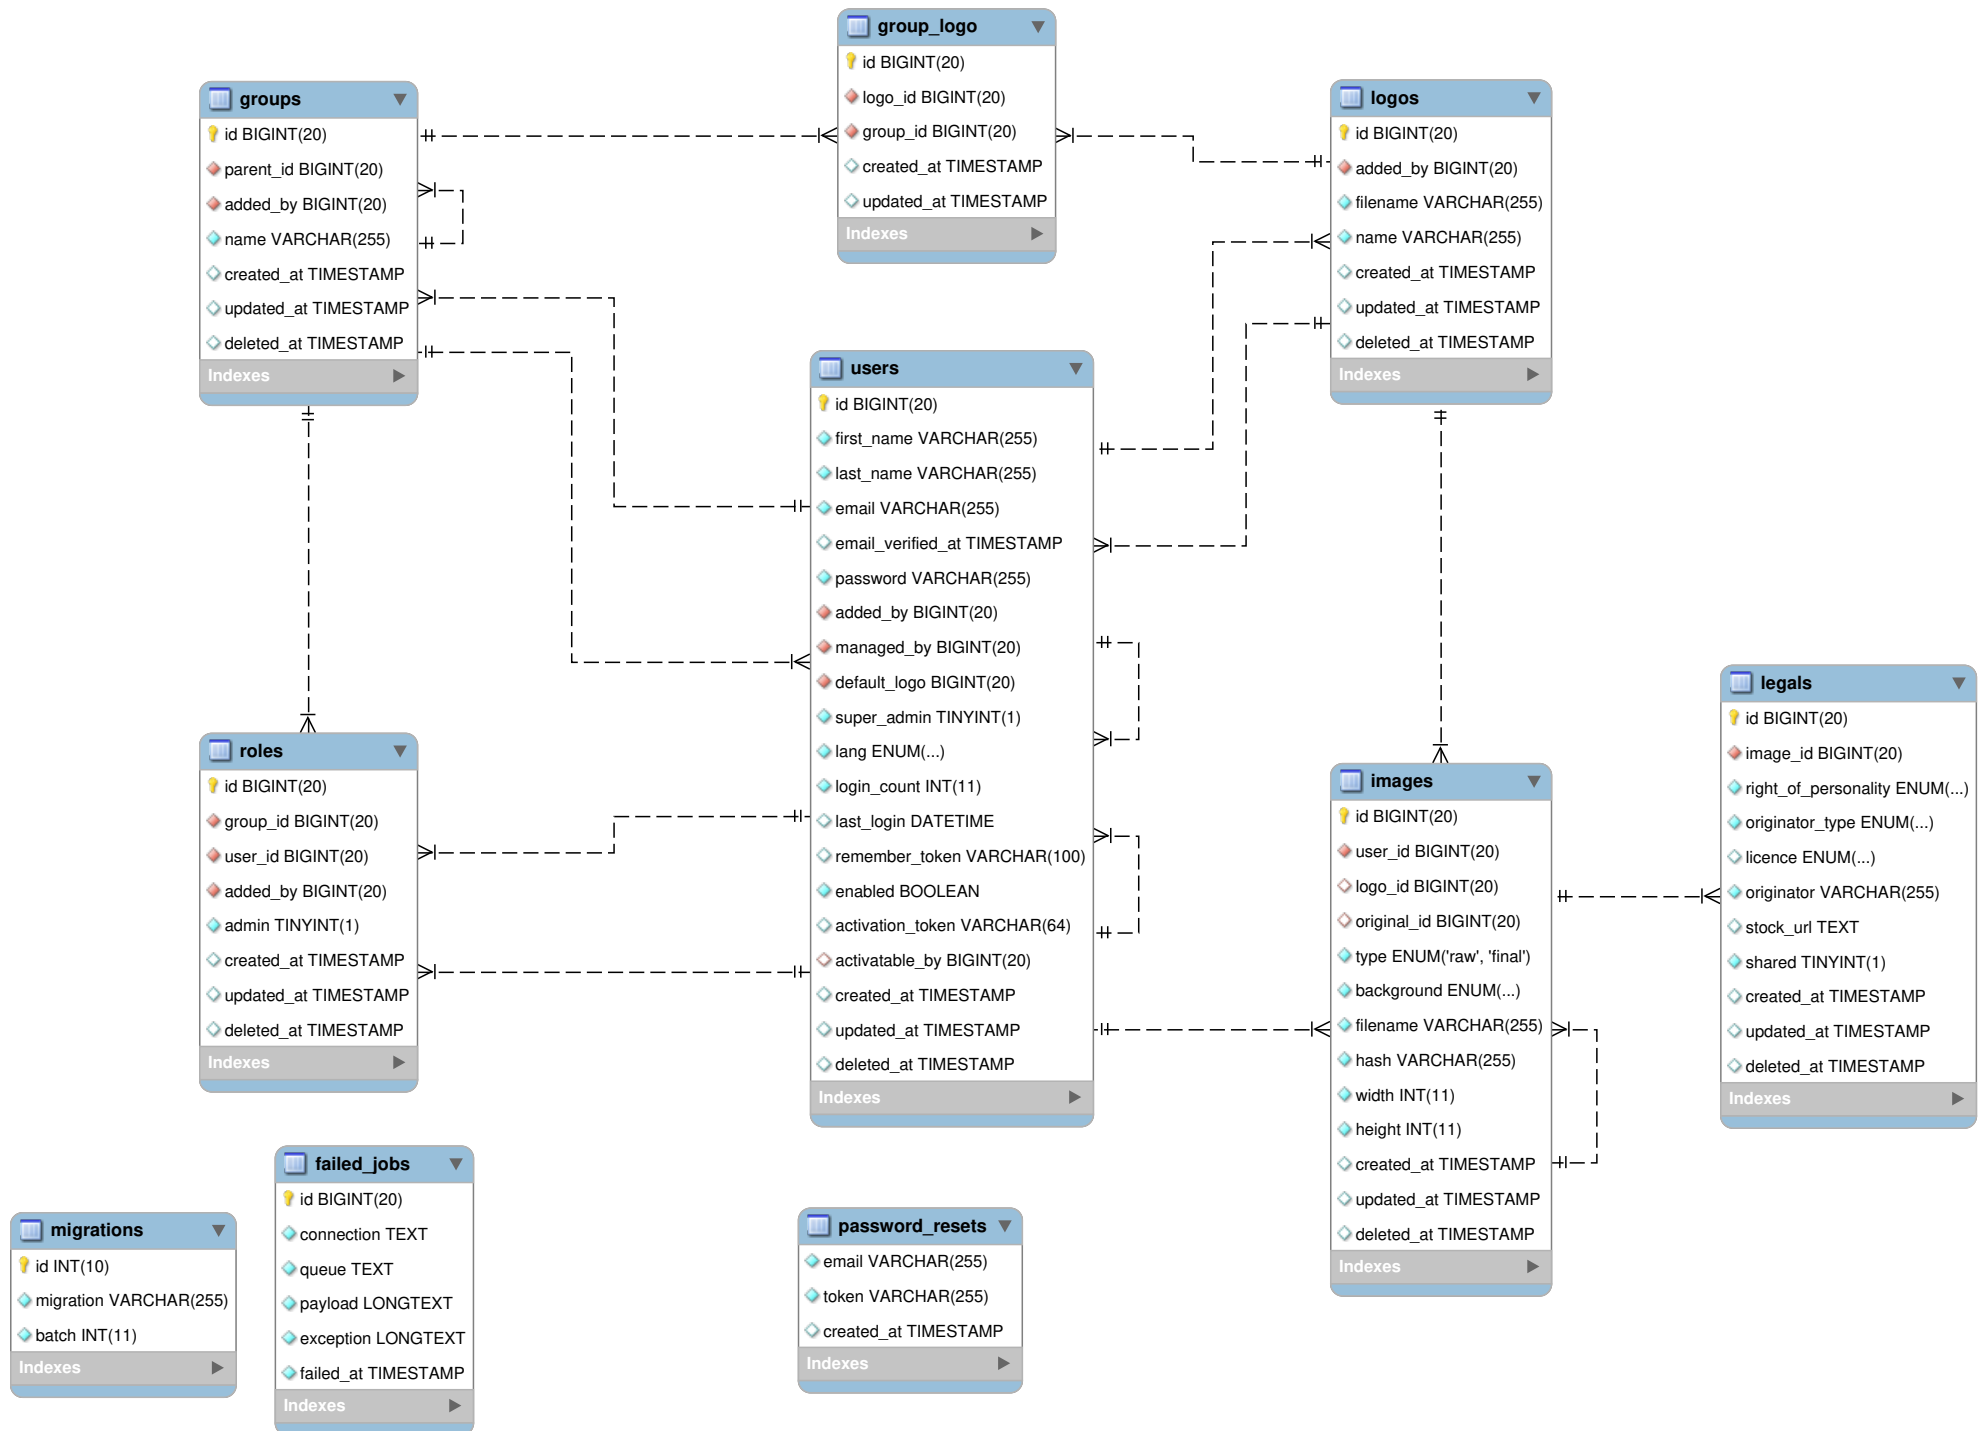 group_logo
id BIGINT(20)
logo_id BIGINT(20)
group_id BIGINT(20)
created_at TIMESTAMP
updated_at TIMESTAMP
Indexes
groups
id BIGINT(20)
parent_id BIGINT(20)
added_by BIGINT(20)
name VARCHAR(255)
created_at TIMESTAMP
updated_at TIMESTAMP
deleted_at TIMESTAMP
Indexes
logos
id BIGINT(20)
added_by BIGINT(20)
filename VARCHAR(255)
name VARCHAR(255)
created_at TIMESTAMP
updated_at TIMESTAMP
deleted_at TIMESTAMP
Indexes
users
id BIGINT(20)
first_name VARCHAR(255)
last_name VARCHAR(255)
email VARCHAR(255)
email_verified_at TIMESTAMP
password VARCHAR(255)
added_by BIGINT(20)
managed_by BIGINT(20)
default_logo BIGINT(20)
super_admin TINYINT(1)
lang ENUM(...)
login_count INT(11)
last_login DATETIME
remember_token VARCHAR(100)
enabled BOOLEAN
activation_token VARCHAR(64)
activatable_by BIGINT(20)
created_at TIMESTAMP
updated_at TIMESTAMP
deleted_at TIMESTAMP
Indexes
legals
id BIGINT(20)
image_id BIGINT(20)
right_of_personality ENUM(...)
originator_type ENUM(...)
licence ENUM(...)
originator VARCHAR(255)
stock_url TEXT
shared TINYINT(1)
created_at TIMESTAMP
updated_at TIMESTAMP
deleted_at TIMESTAMP
Indexes
roles
id BIGINT(20)
group_id BIGINT(20)
user_id BIGINT(20)
added_by BIGINT(20)
admin TINYINT(1)
created_at TIMESTAMP
updated_at TIMESTAMP
deleted_at TIMESTAMP
Indexes
images
id BIGINT(20)
user_id BIGINT(20)
logo_id BIGINT(20)
original_id BIGINT(20)
type ENUM('raw', 'final')
background ENUM(...)
filename VARCHAR(255)
hash VARCHAR(255)
width INT(11)
height INT(11)
created_at TIMESTAMP
updated_at TIMESTAMP
deleted_at TIMESTAMP
Indexes
failed_jobs
id BIGINT(20)
connection TEXT
queue TEXT
payload LONGTEXT
exception LONGTEXT
failed_at TIMESTAMP
Indexes
migrations
id INT(10)
migration VARCHAR(255)
batch INT(11)
Indexes
password_resets
email VARCHAR(255)
token VARCHAR(255)
created_at TIMESTAMP
Indexes